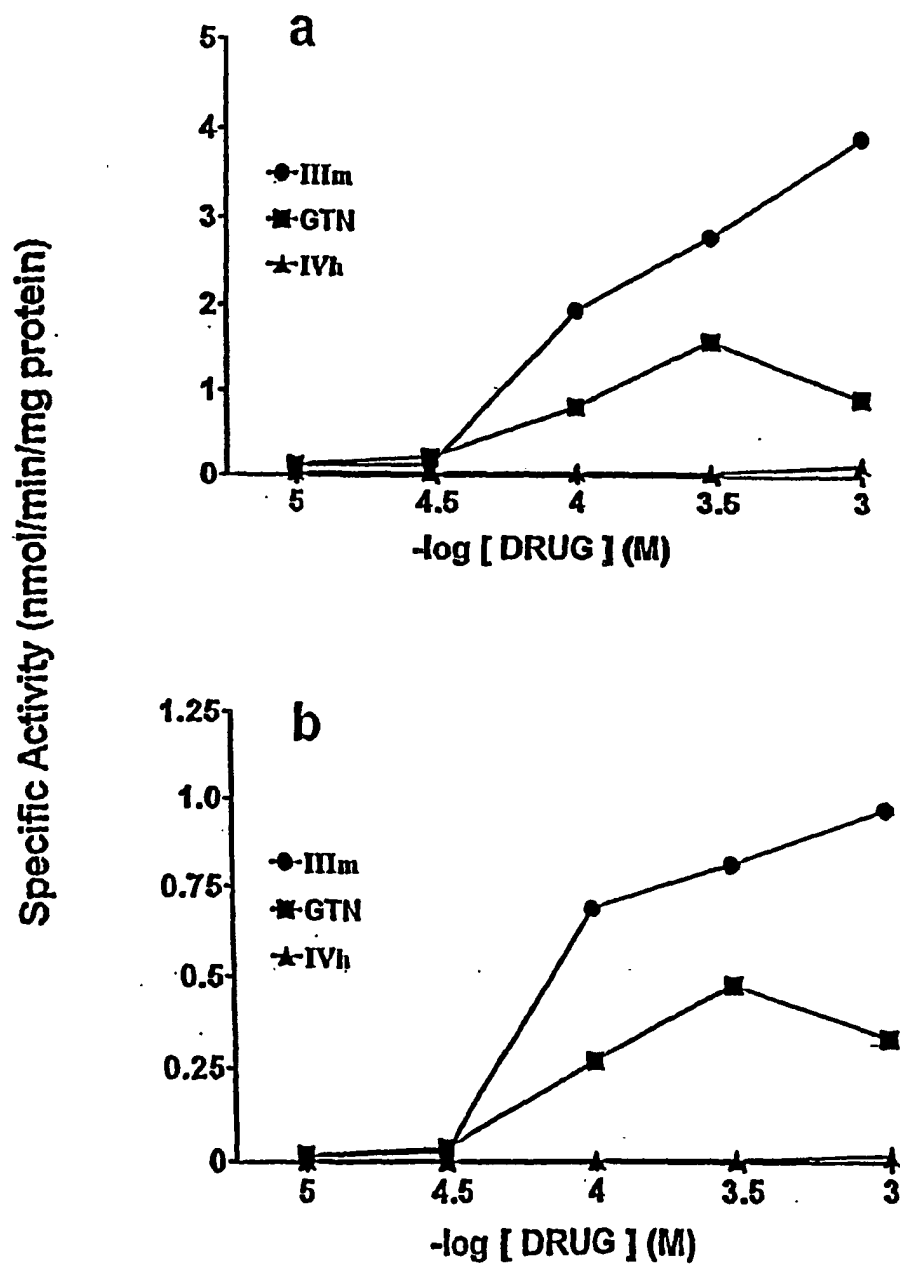 Specific Activity (nmol/min/mg protein)
a
5
4
3
2
1
0
IIIm
GTN
IVh
5 4.5 4 3.5 3
-log [ DRUG ] (M)
b
1.25
1.0
0.75
0.5
0.25
0
IIIm
GTN
IVh
5 4.5 4 3.5 3
-log [ DRUG ] (M)